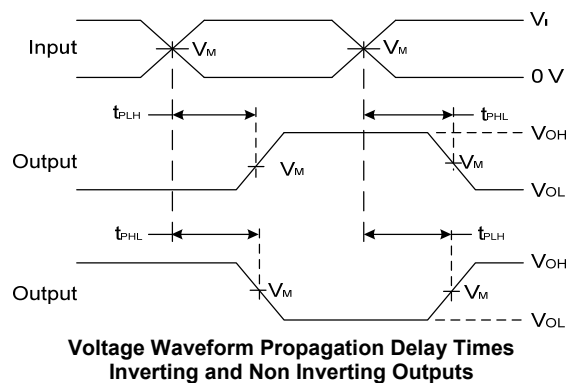 VI
Input
VM
VM
0 V
tPLH
tPHL
VOH
Output
VM
VM
VOL
tPHL
tPLH
VOH
Output
VM
VM
VOL
Voltage Waveform Propagation Delay Times
Inverting and Non Inverting Outputs